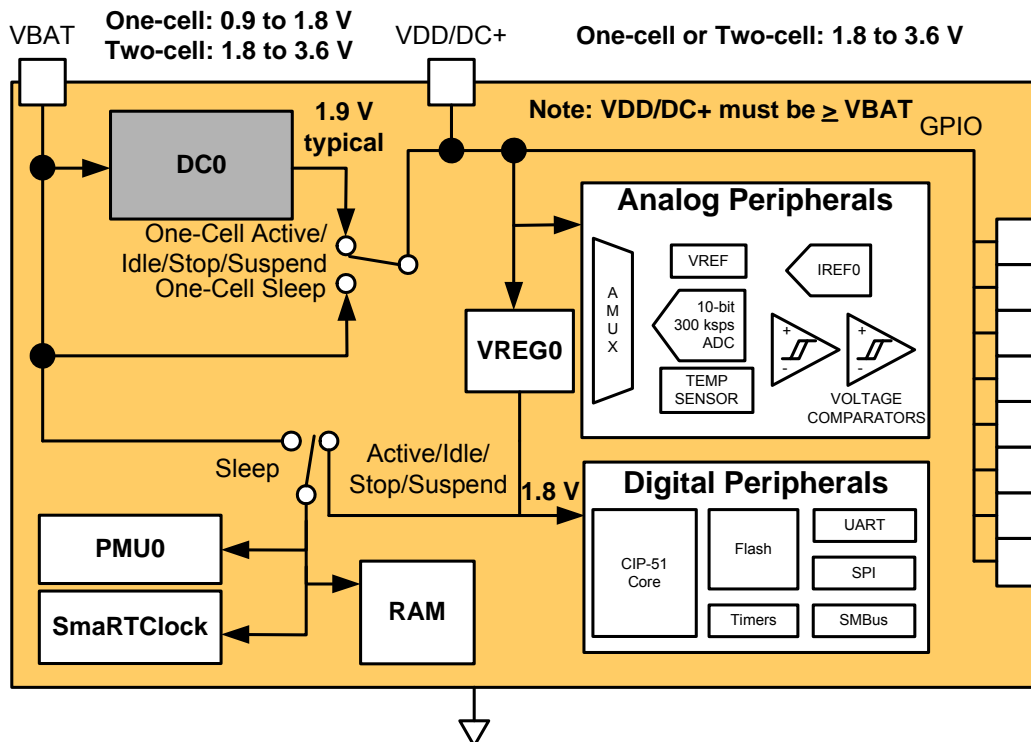 VBAT
One-cell: 0.9 to 1.8 V
Two-cell: 1.8 to 3.6 V
VDD/DC+
One-cell or Two-cell: 1.8 to 3.6 V
Note: VDD/DC+ must be ≥ VBAT
GPIO
DC0
1.9 V
typical
One-Cell Active/
Idle/Stop/Suspend
One-Cell Sleep
VREG0
Analog Peripherals
AMUX
VREF
IREF0
10-bit
300 ksps
ADC
TEMP
SENSOR
+
-
+
-
VOLTAGE
COMPARATORS
Sleep
Active/Idle/
Stop/Suspend
1.8 V
Digital Peripherals
CIP-51
Core
Flash
Timers
UART
SPI
SMBus
PMU0
SmaRTClock
RAM